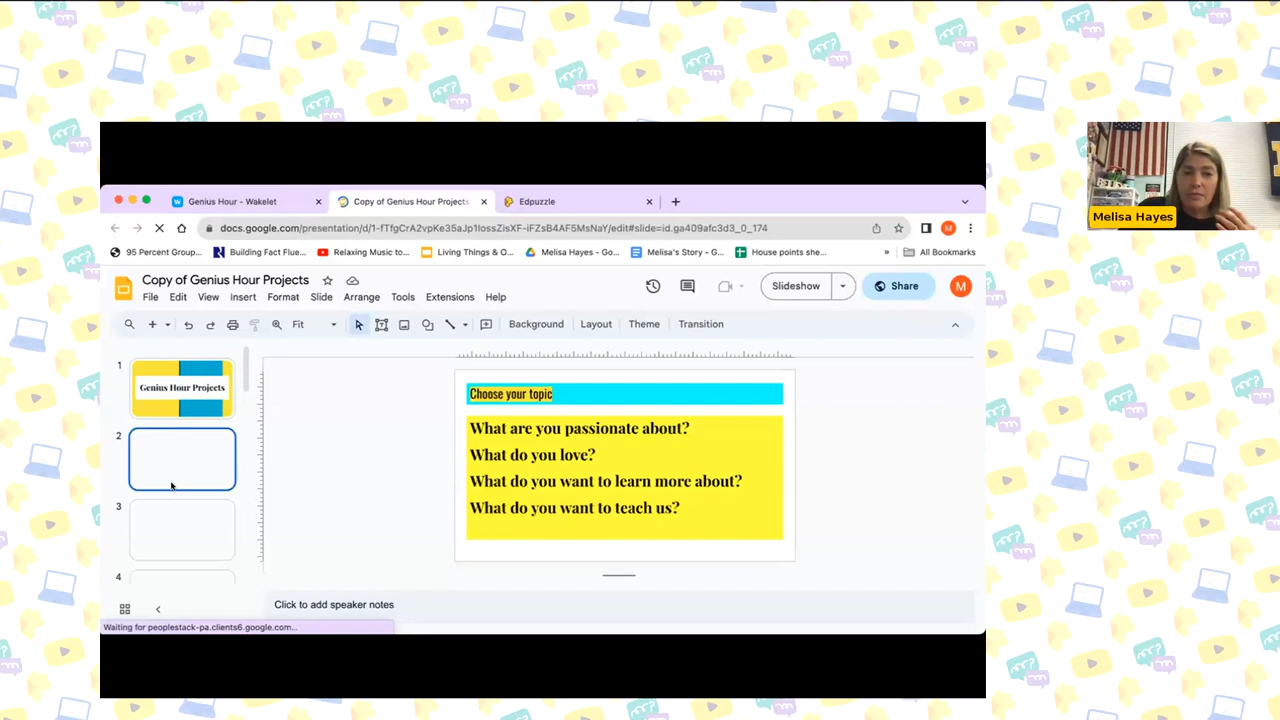 Genius Hour - Wakelet
Copy of Genius Hour Projects
Edpuzzle
docs.google.com/presentation/d/1-fTfgCrA2vpKe35aJp1IossZisXF-iFZsB4AF5MsNaY/edit#slide=id.ga409afc3d3_0_174
M
95 Percent Group...
Building Fact Flue...
Relaxing Music to...
Living Things & O...
Melisa Hayes - Go...
Melisa's Story - G...
House points she...
»
All Bookmarks
Copy of Genius Hour Projects
File Edit View Insert Format Slide Arrange Tools Extensions Help
Slideshow
Share
M
Fit
Background
Layout
Theme
Transition
1
Genius Hour Projects
2
3
4
Choose your topic
What are you passionate about?
What do you love?
What do you want to learn more about?
What do you want to teach us?
Click to add speaker notes
Waiting for peoplestack-pa.clients6.google.com...
Melisa Hayes